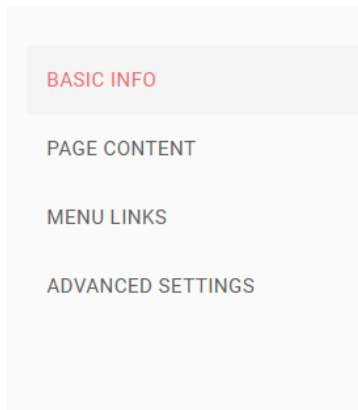 BASIC INFO
PAGE CONTENT
MENU LINKS
ADVANCED SETTINGS